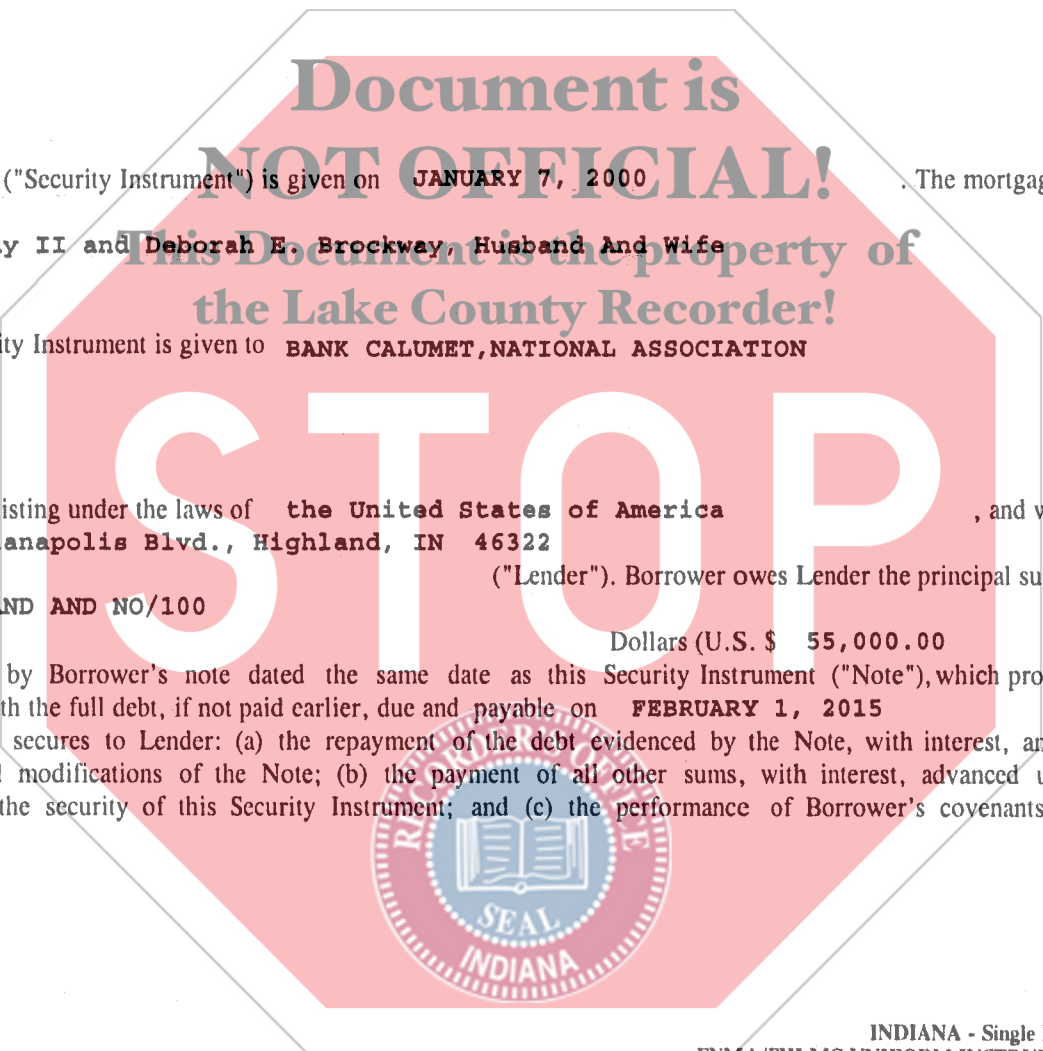 Document is
NOT OFFICIAL!
("Security Instrument") is given on JANUARY 7, 2000 . The mortgag
This Document is the property of
y II and Deborah E. Brockway, Husband And Wife
the Lake County Recorder!
ity Instrument is given to BANK CALUMET,NATIONAL ASSOCIATION
STOP
isting under the laws of the United States of America , and w
anapolis Blvd., Highland, IN 46322
("Lender"). Borrower owes Lender the principal su
AND AND NO/100
Dollars (U.S. $ 55,000.00
by Borrower's note dated the same date as this Security Instrument ("Note"), which pro
th the full debt, if not paid earlier, due and payable on FEBRUARY 1, 2015
secures to Lender: (a) the repayment of the debt evidenced by the Note, with interest, an
modifications of the Note; (b) the payment of all other sums, with interest, advanced u
the security of this Security Instrument; and (c) the performance of Borrower's covenants
RECORDER'S OFFICE
SEAL
INDIANA
INDIANA - Single